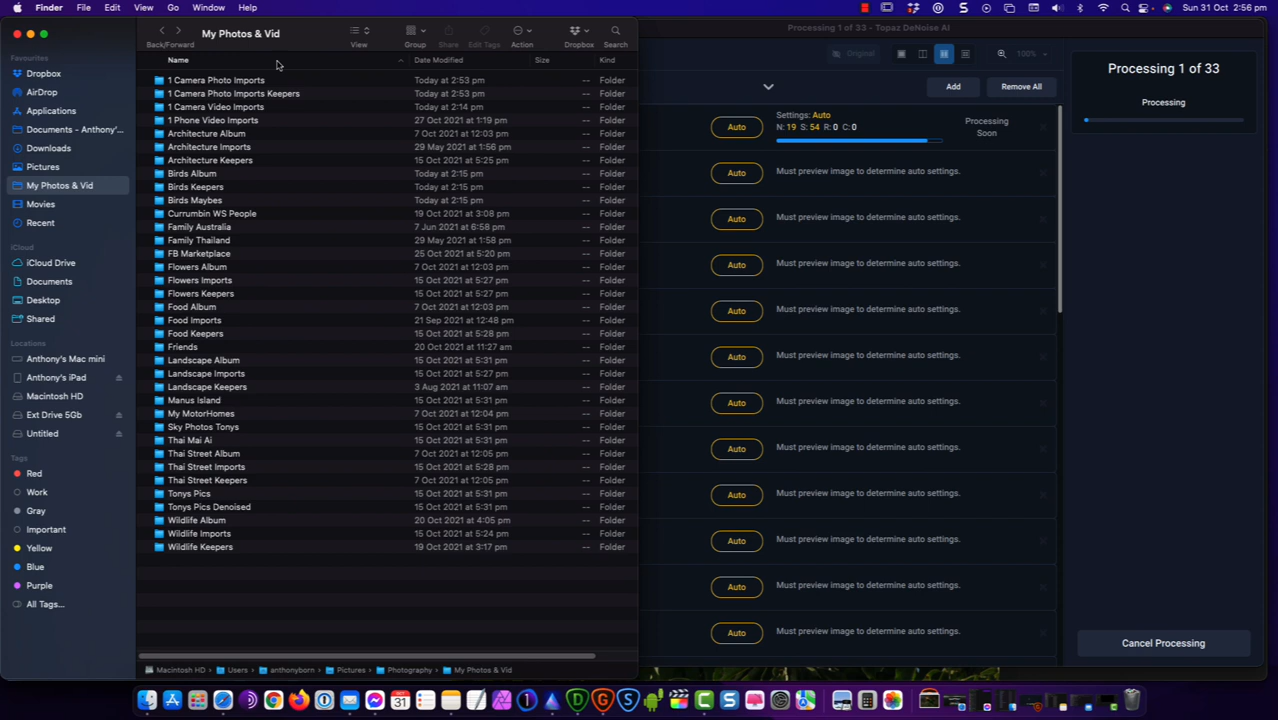 Finder File Edit View Go Window Help
Sun 31 Oct 2:56 pm
My Photos & Vid
Back/Forward View Group Share Edit Tags Action Dropbox Search
Name Date Modified Size Kind
1 Camera Photo Imports Today at 2:53 pm -- Folder
1 Camera Photo Imports Keepers Today at 2:53 pm -- Folder
1 Camera Video Imports Today at 2:14 pm -- Folder
1 Phone Video Imports 27 Oct 2021 at 1:19 pm -- Folder
Architecture Album 7 Oct 2021 at 12:03 pm -- Folder
Architecture Imports 29 May 2021 at 1:56 pm -- Folder
Architecture Keepers 15 Oct 2021 at 5:25 pm -- Folder
Birds Album Today at 2:15 pm -- Folder
Birds Keepers Today at 2:15 pm -- Folder
Birds Maybes Today at 2:15 pm -- Folder
Currumbin WS People 19 Oct 2021 at 3:08 pm -- Folder
Family Australia 7 Jun 2021 at 6:58 pm -- Folder
Family Thailand 29 May 2021 at 1:58 pm -- Folder
FB Marketplace 25 Oct 2021 at 5:20 pm -- Folder
Flowers Album 7 Oct 2021 at 12:03 pm -- Folder
Flowers Imports 15 Oct 2021 at 5:27 pm -- Folder
Flowers Keepers 15 Oct 2021 at 5:27 pm -- Folder
Food Album 7 Oct 2021 at 12:03 pm -- Folder
Food Imports 21 Sep 2021 at 12:48 pm -- Folder
Food Keepers 15 Oct 2021 at 5:31 pm -- Folder
Friends 20 Oct 2021 at 11:27 am -- Folder
Landscape Album 15 Oct 2021 at 5:31 pm -- Folder
Landscape Imports 15 Oct 2021 at 5:31 pm -- Folder
Landscape Keepers 3 Aug 2021 at 11:07 am -- Folder
Manus Island 15 Oct 2021 at 5:31 pm -- Folder
My MotorHomes 7 Oct 2021 at 12:04 pm -- Folder
Sky Photos Tonys 15 Oct 2021 at 5:31 pm -- Folder
Thai Mai Ai 15 Oct 2021 at 5:31 pm -- Folder
Thai Street Album 7 Oct 2021 at 12:05 pm -- Folder
Thai Street Imports 15 Oct 2021 at 5:28 pm -- Folder
Thai Street Keepers 7 Oct 2021 at 12:05 pm -- Folder
Tonys Pics 15 Oct 2021 at 5:31 pm -- Folder
Tonys Pics Denoised 15 Oct 2021 at 5:31 pm -- Folder
Wildlife Album 20 Oct 2021 at 4:05 pm -- Folder
Wildlife Imports 15 Oct 2021 at 5:24 pm -- Folder
Wildlife Keepers 19 Oct 2021 at 3:17 pm -- Folder
Macintosh HD Users anthonyborn Pictures Photography My Photos & Vid
Favourites
Dropbox
AirDrop
Applications
Documents - Anthony'...
Downloads
Pictures
My Photos & Vid
Movies
Recent
iCloud
iCloud Drive
Documents
Desktop
Shared
Locations
Anthony's Mac mini
Anthony's iPad
Macintosh HD
Ext Drive 5Gb
Untitled
Tags
Red
Work
Gray
Important
Yellow
Blue
Purple
All Tags...
Processing 1 of 33 - Topaz DeNoise AI
Original 100%
Add Remove All
Auto Settings: Auto
N: 19 S: 54 R: 0 C: 0
Processing
Soon
Auto Must preview image to determine auto settings.
Auto Must preview image to determine auto settings.
Auto Must preview image to determine auto settings.
Auto Must preview image to determine auto settings.
Auto Must preview image to determine auto settings.
Auto Must preview image to determine auto settings.
Auto Must preview image to determine auto settings.
Auto Must preview image to determine auto settings.
Auto Must preview image to determine auto settings.
Auto Must preview image to determine auto settings.
Auto Must preview image to determine auto settings.
Processing 1 of 33
Processing
Cancel Processing
OCT
31